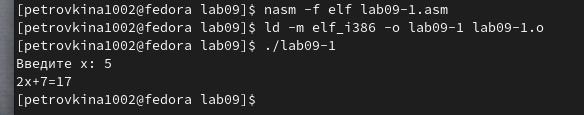 [petrovkina1002@fedora lab09]$ nasm -f elf lab09-1.asm
[petrovkina1002@fedora lab09]$ ld -m elf_i386 -o lab09-1 lab09-1.o
[petrovkina1002@fedora lab09]$ ./lab09-1
Введите x: 5
2x+7=17
[petrovkina1002@fedora lab09]$